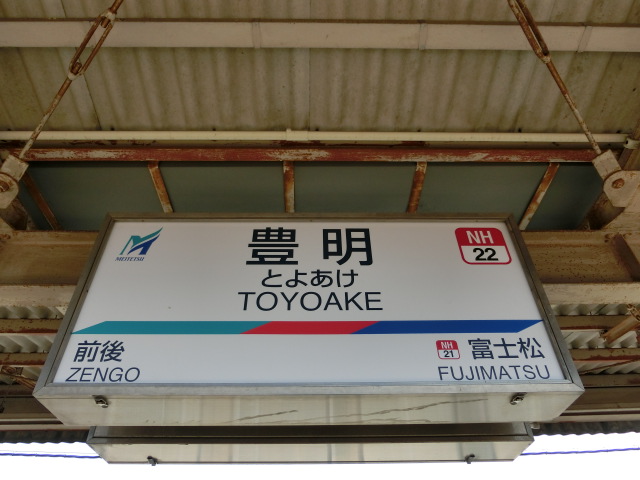 MEITETSU
豊明
NH
22
とよあけ
TOYOAKE
前後
ZENGO
NH
21
富士松
FUJIMATSU